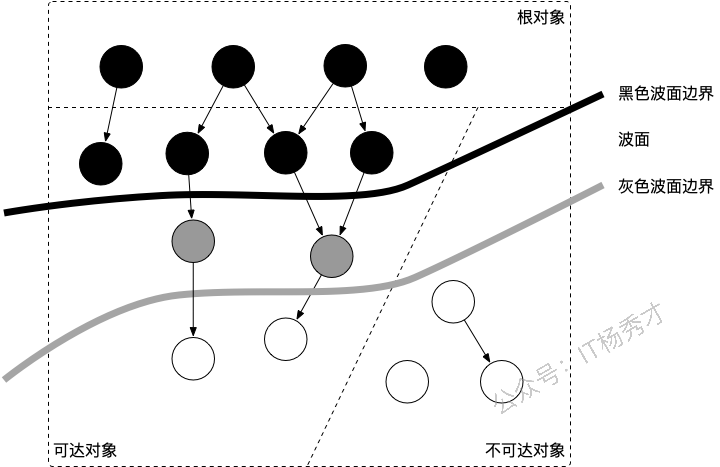 根对象
黑色波面边界
波面
灰色波面边界
公众号：IT杨秀才
可达对象
不可达对象